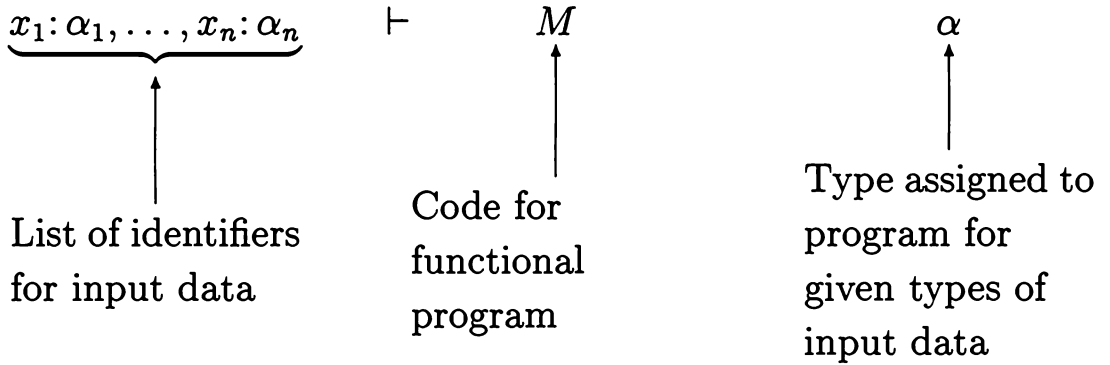 x₁: α₁, . . . , xₙ: αₙ ⊢ M α
List of identifiers
for input data
Code for
functional
program
Type assigned to
program for
given types of
input data